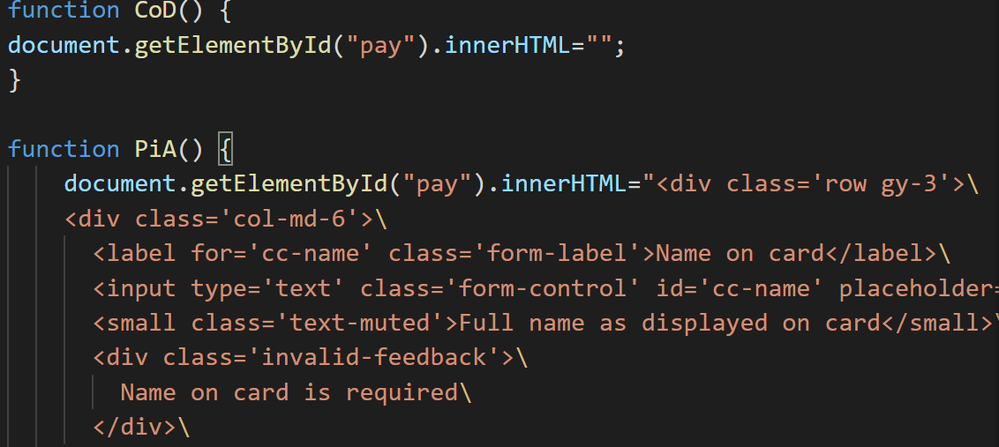 function CoD() {
document.getElementById("pay").innerHTML="";
}
function PiA() {
document.getElementById("pay").innerHTML="<div class='row gy-3'>\
<div class='col-md-6'>\
<label for='cc-name' class='form-label'>Name on card</label>\
<input type='text' class='form-control' id='cc-name' placeholder=
<small class='text-muted'>Full name as displayed on card</small>\
<div class='invalid-feedback'>\
Name on card is required\
</div>\